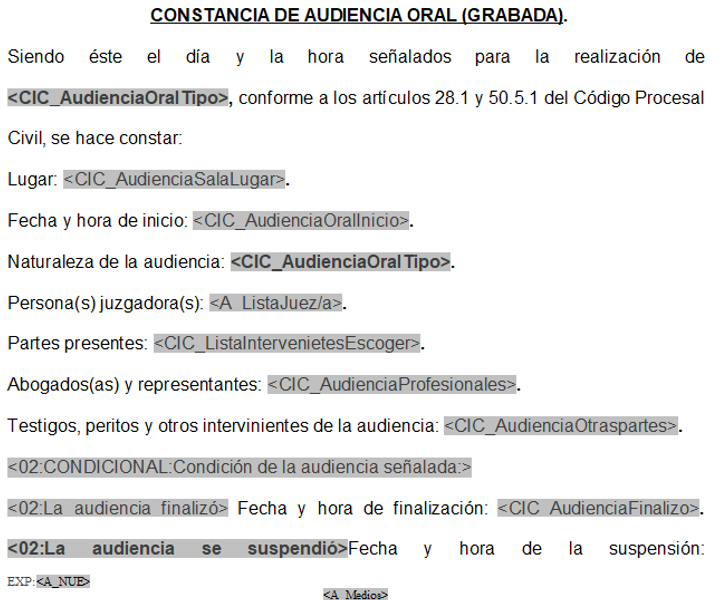 CONSTANCIA DE AUDIENCIA ORAL (GRABADA).
Siendo éste el día y la hora señalados para la realización de
<CIC_AudienciaOralTipo>, conforme a los artículos 28.1 y 50.5.1 del Código Procesal
Civil, se hace constar:
Lugar: <CIC_AudienciaSalaLugar>.
Fecha y hora de inicio: <CIC_AudienciaOralInicio>.
Naturaleza de la audiencia: <CIC_AudienciaOralTipo>.
Persona(s) juzgadora(s): <A_ListaJuez/a>.
Partes presentes: <CIC_ListaIntervenietesEscoger>.
Abogados(as) y representantes: <CIC_AudienciaProfesionales>.
Testigos, peritos y otros intervinientes de la audiencia: <CIC_AudienciaOtraspartes>.
<02:CONDICIONAL:Condición de la audiencia señalada:>
<02:La audiencia finalizó> Fecha y hora de finalización: <CIC_AudienciaFinalizo>.
<02:La audiencia se suspendió>Fecha y hora de la suspensión:
EXP:<A_NUE>
<A_Medios>